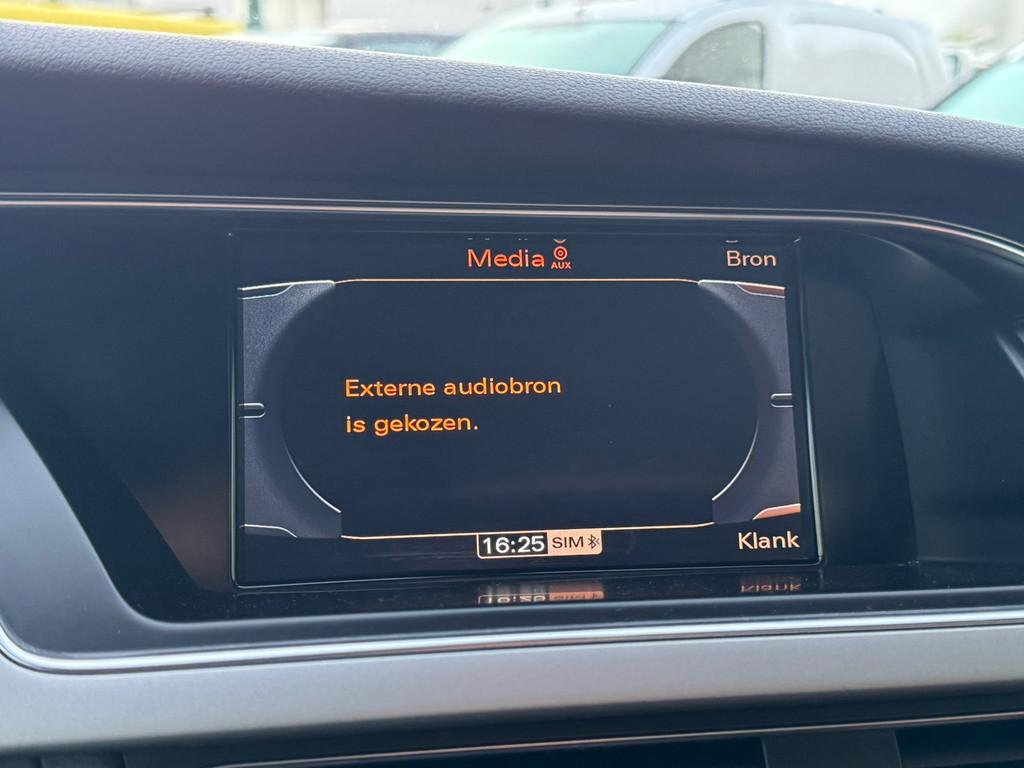 Media AUX
Bron
Externe audiobron
is gekozen.
16:25 SIM
Klank